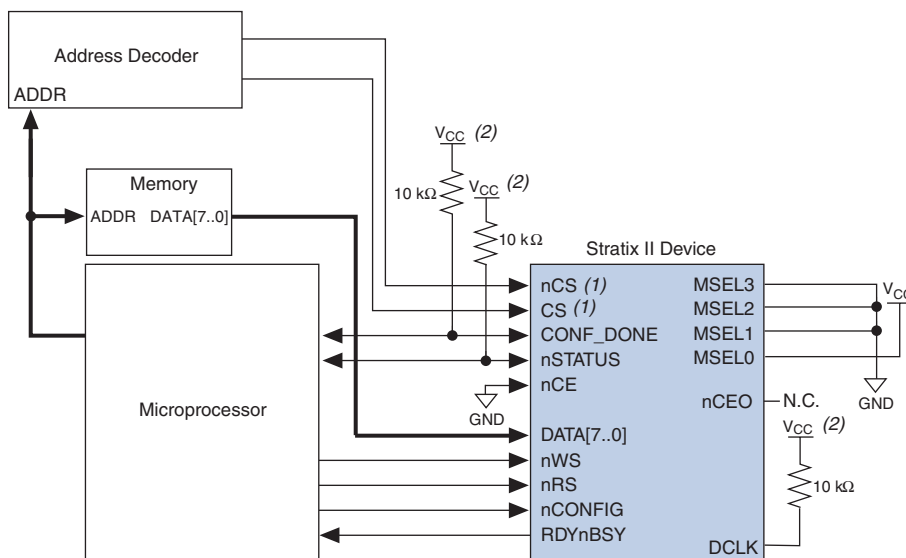 Address Decoder
ADDR
VCC (2)
VCC (2)
10 kΩ
10 kΩ
Memory
ADDR DATA[7..0]
Stratix II Device
nCS (1)
CS (1)
CONF_DONE
nSTATUS
nCE
GND
DATA[7..0]
nWS
nRS
nCONFIG
RDYnBSY
Microprocessor
MSEL3
MSEL2
MSEL1
MSEL0
VCC
GND
nCEO
N.C.
VCC (2)
10 kΩ
DCLK